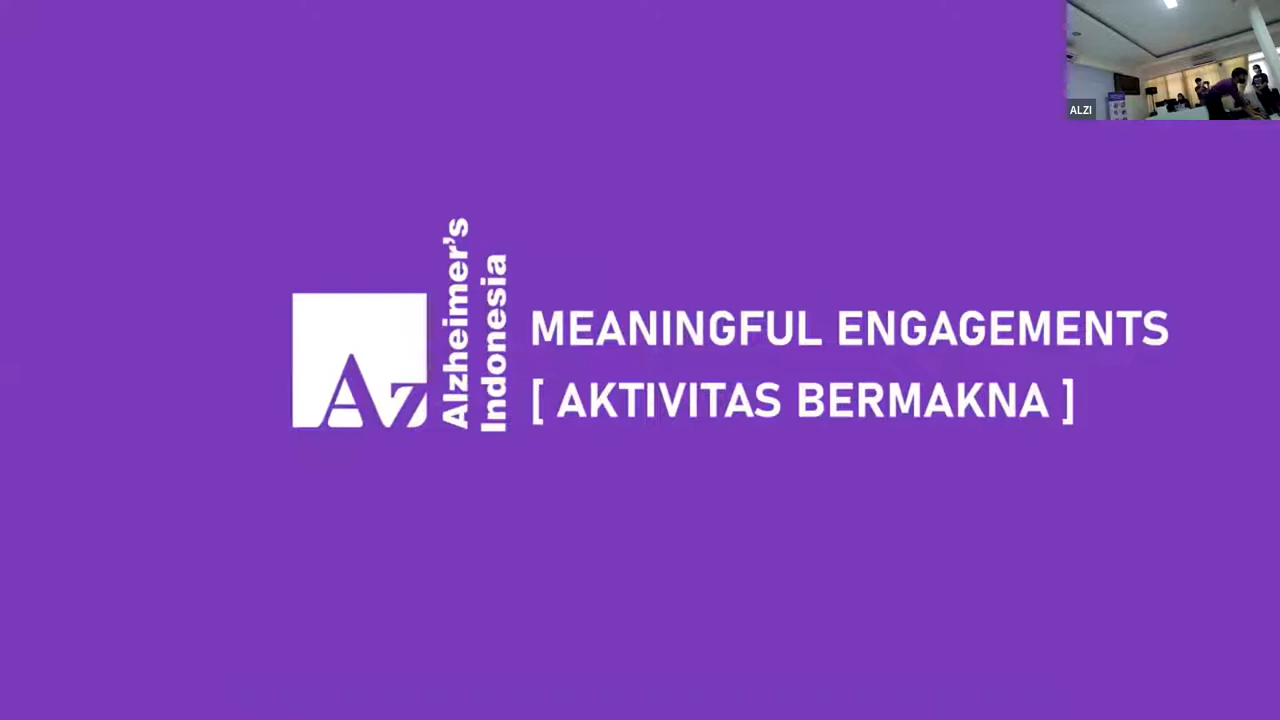 ALZI
Az
Alzheimer's
Indonesia
MEANINGFUL ENGAGEMENTS
[ AKTIVITAS BERMAKNA ]